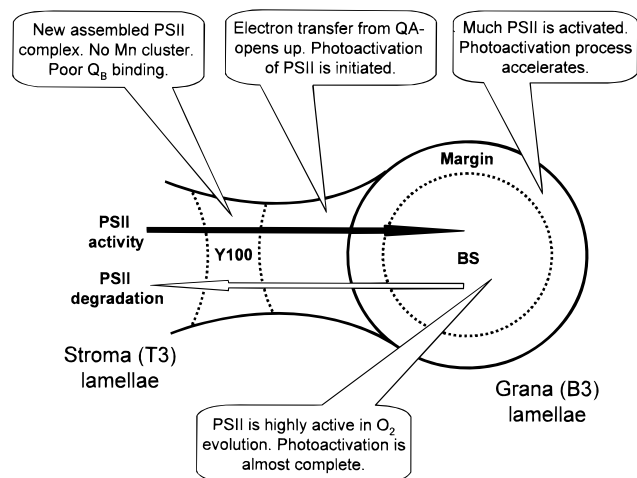 New assembled PSII
complex. No Mn cluster.
Poor Q_B binding.
Electron transfer from QA-
opens up. Photoactivation
of PSII is initiated.
Much PSII is activated.
Photoactivation process
accelerates.
Margin
PSII
activity
Y100
BS
PSII
degradation
Stroma (T3)
lamellae
Grana (B3)
lamellae
PSII is highly active in O₂
evolution. Photoactivation is
almost complete.